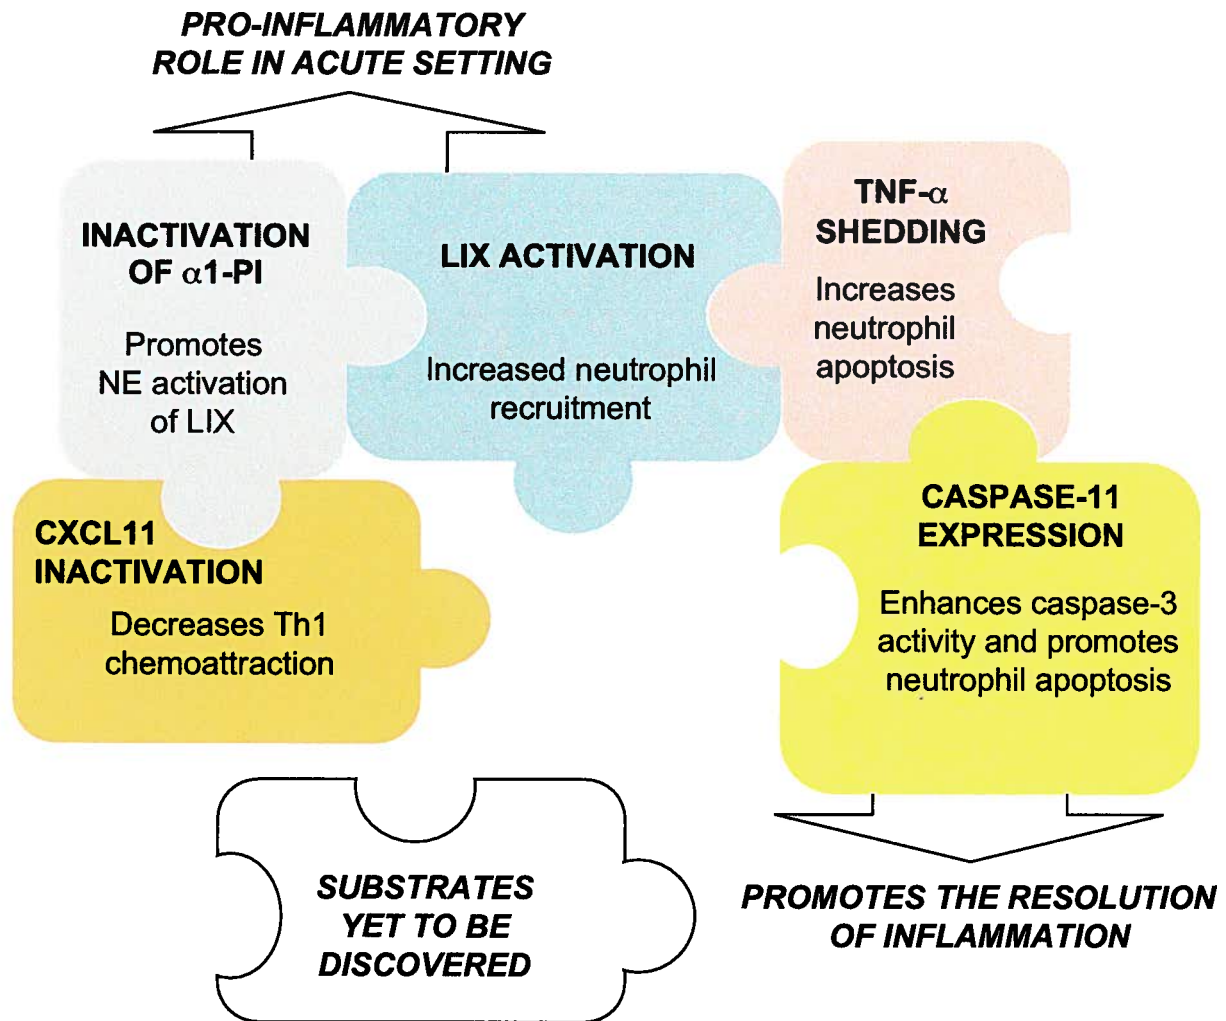 PRO-INFLAMMATORY
ROLE IN ACUTE SETTING
INACTIVATION
OF α1-PI
Promotes
NE activation
of LIX
LIX ACTIVATION
Increased neutrophil
recruitment
TNF-α
SHEDDING
Increases
neutrophil
apoptosis
CXCL11
INACTIVATION
Decreases Th1
chemoattraction
CASPASE-11
EXPRESSION
Enhances caspase-3
activity and promotes
neutrophil apoptosis
SUBSTRATES
YET TO BE
DISCOVERED
PROMOTES THE RESOLUTION
OF INFLAMMATION